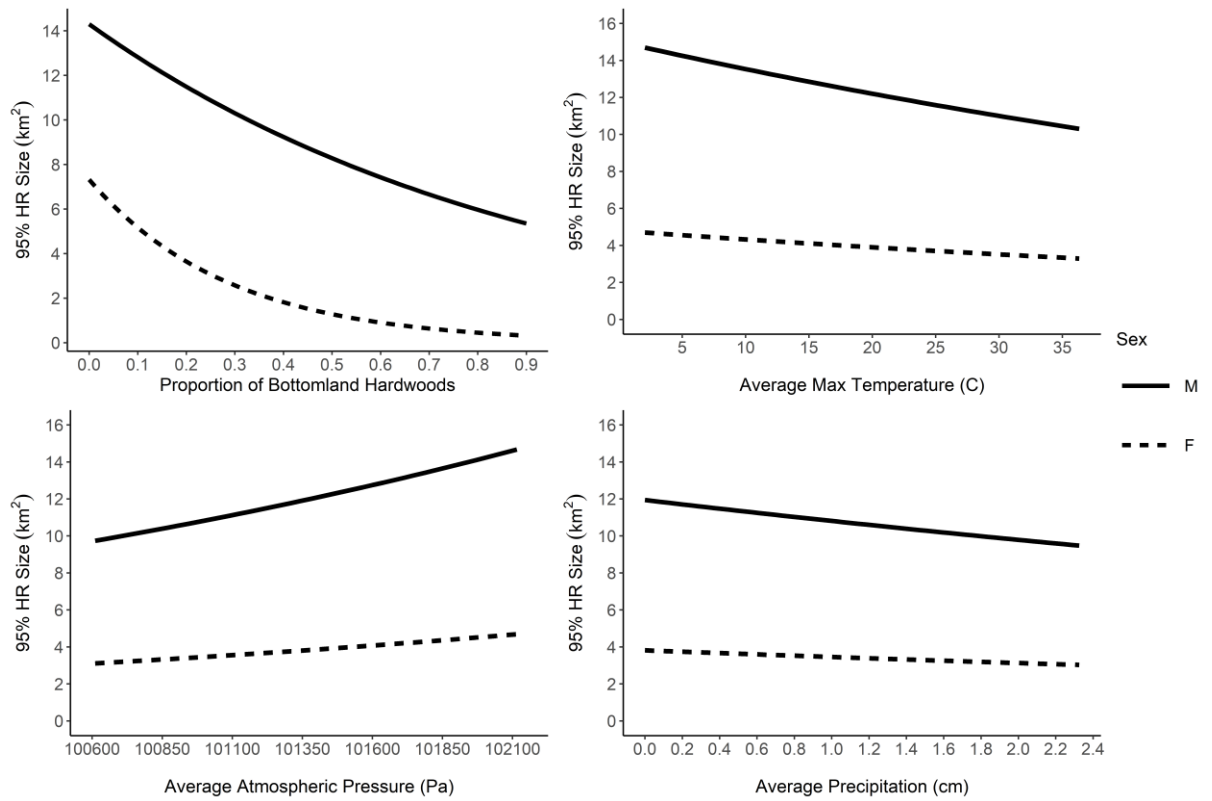 95% HR Size (km²)
14
12
10
8
6
4
2
0
0.0 0.1 0.2 0.3 0.4 0.5 0.6 0.7 0.8 0.9
Proportion of Bottomland Hardwoods
95% HR Size (km²)
16
14
12
10
8
6
4
2
0
5 10 15 20 25 30 35
Average Max Temperature (C)
Sex
M
F
95% HR Size (km²)
16
14
12
10
8
6
4
2
0
100600 100850 101100 101350 101600 101850 102100
Average Atmospheric Pressure (Pa)
95% HR Size (km²)
16
14
12
10
8
6
4
2
0
0.0 0.2 0.4 0.6 0.8 1.0 1.2 1.4 1.6 1.8 2.0 2.2 2.4
Average Precipitation (cm)